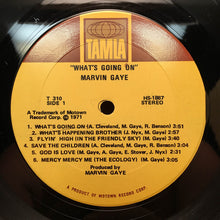 TAMLA
"WHAT'S GOING ON"
MARVIN GAYE
T 310 HS-1867
SIDE 1 STEREO
A Trademark of Motown
Record Corp. ℗ 1971
1. WHAT'S GOING ON (A. Cleveland, M. Gaye, R. Benson) 3:53
2. WHAT'S HAPPENING BROTHER (J. Nyx, M. Gaye) 2:43
3. FLYIN' HIGH (IN THE FRIENDLY SKY) (M. Gaye) 3:49
4. SAVE THE CHILDREN (A. Cleveland, M. Gaye, R. Benson) 4:03
5. GOD IS LOVE (M. Gaye, A. Gaye, E. Stover, J. Nyx) 2:31
6. MERCY MERCY ME (THE ECOLOGY) (M. Gaye) 3:05
Produced by
MARVIN GAYE
A PRODUCT OF MOTOWN RECORD CORP.